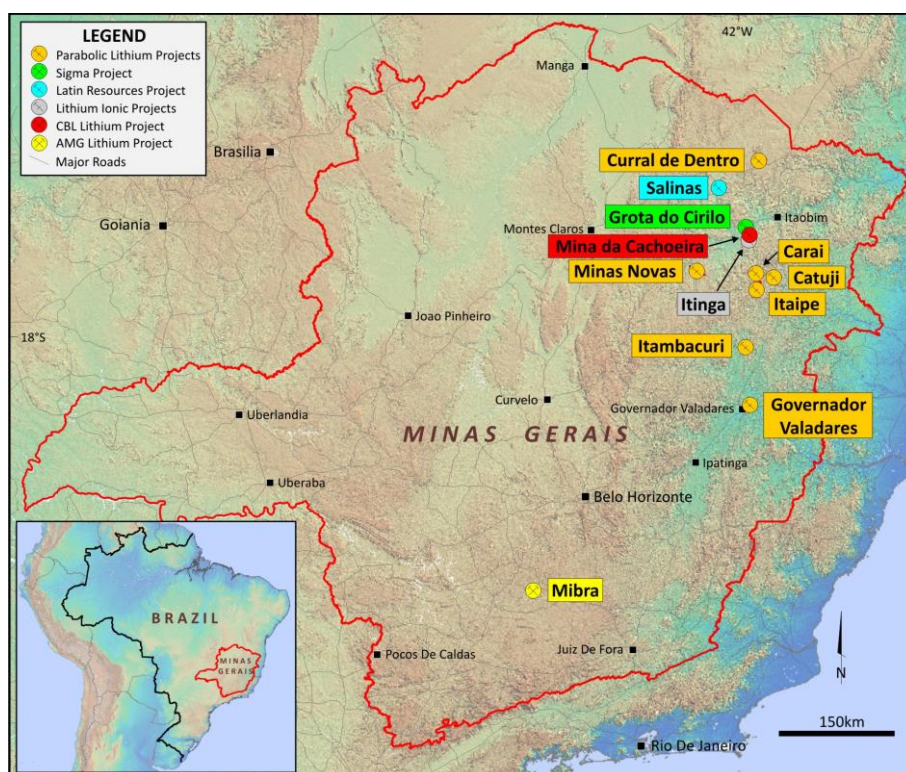 LEGEND
Parabolic Lithium Projects
Sigma Project
Latin Resources Project
Lithium Ionic Projects
CBL Lithium Project
AMG Lithium Project
Major Roads
42°W
Manga
Brasilia
Curral de Dentro
Salinas
Goiania
Grota do Cirilo
Itaobim
Montes Claros
Mina da Cachoeira
Carai
Minas Novas
Catuji
Itinga
Itaipe
Joao Pinheiro
18°S
Itambacuri
Curvelo
Uberlandia
Governador Valadares
Governador
Valadares
MINAS GERAIS
Ipatinga
Uberaba
Belo Horizonte
Mibra
BRAZIL
MINAS
GERAIS
Pocos De Caldas
Juiz De Fora
N
150km
Rio De Janeiro